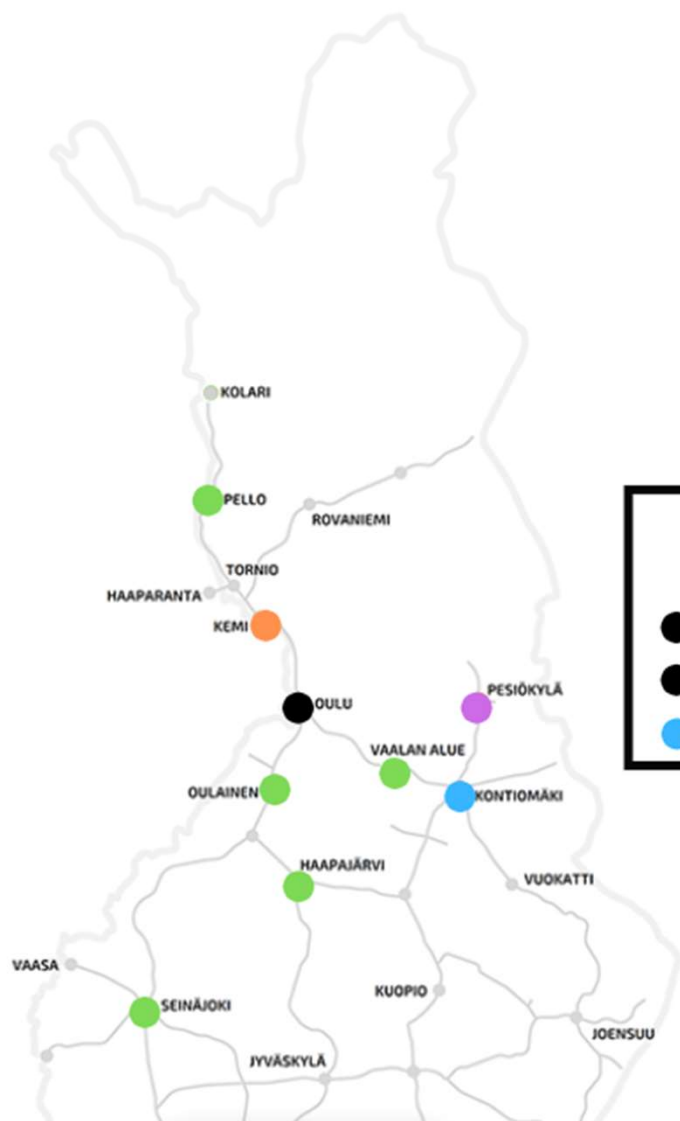 KOLARI
PELLO
ROVANIEMI
TORNIO
HAAPARANTA
KEMI
PESIÖKYLÄ
OULU
VAALAN ALUE
OULAINEN
KONTIOMÄKI
HAAPAJÄRVI
VUOKATTI
VAASA
KUOPIO
SEINÄJOKI
JOENSUU
JYVÄSKYLÄ